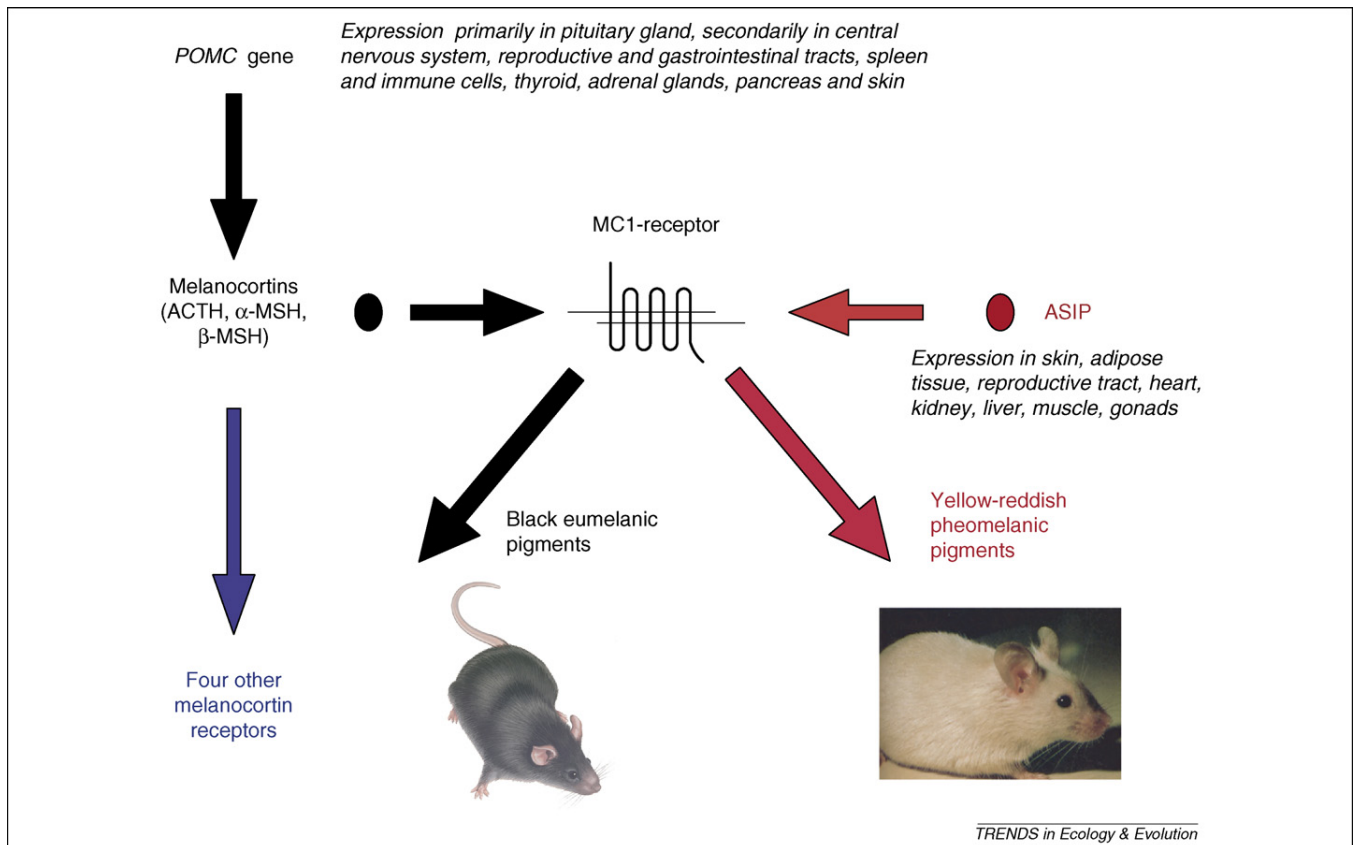 POMC gene
Expression primarily in pituitary gland, secondarily in central
nervous system, reproductive and gastrointestinal tracts, spleen
and immune cells, thyroid, adrenal glands, pancreas and skin
MC1-receptor
Melanocortins
(ACTH, α-MSH,
β-MSH)
ASIP
Expression in skin, adipose
tissue, reproductive tract, heart,
kidney, liver, muscle, gonads
Black eumelanic
pigments
Yellow-reddish
pheomelanic
pigments
Four other
melanocortin
receptors
TRENDS in Ecology & Evolution